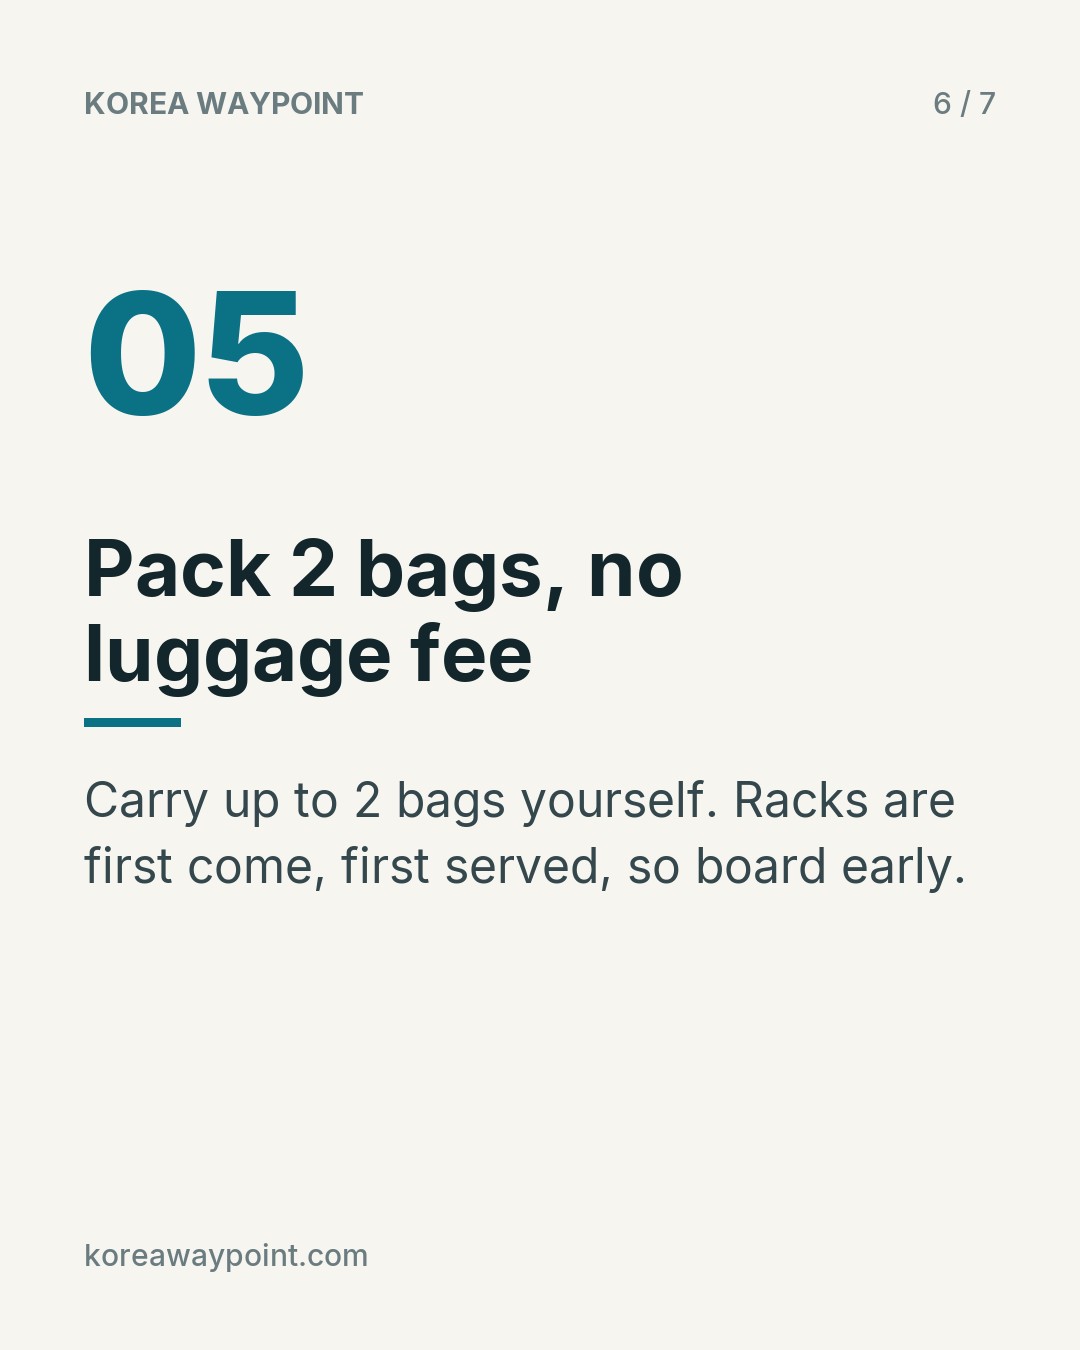 KOREA WAYPOINT
6 / 7
05
Pack 2 bags, no
luggage fee
Carry up to 2 bags yourself. Racks are
first come, first served, so board early.
koreawaypoint.com